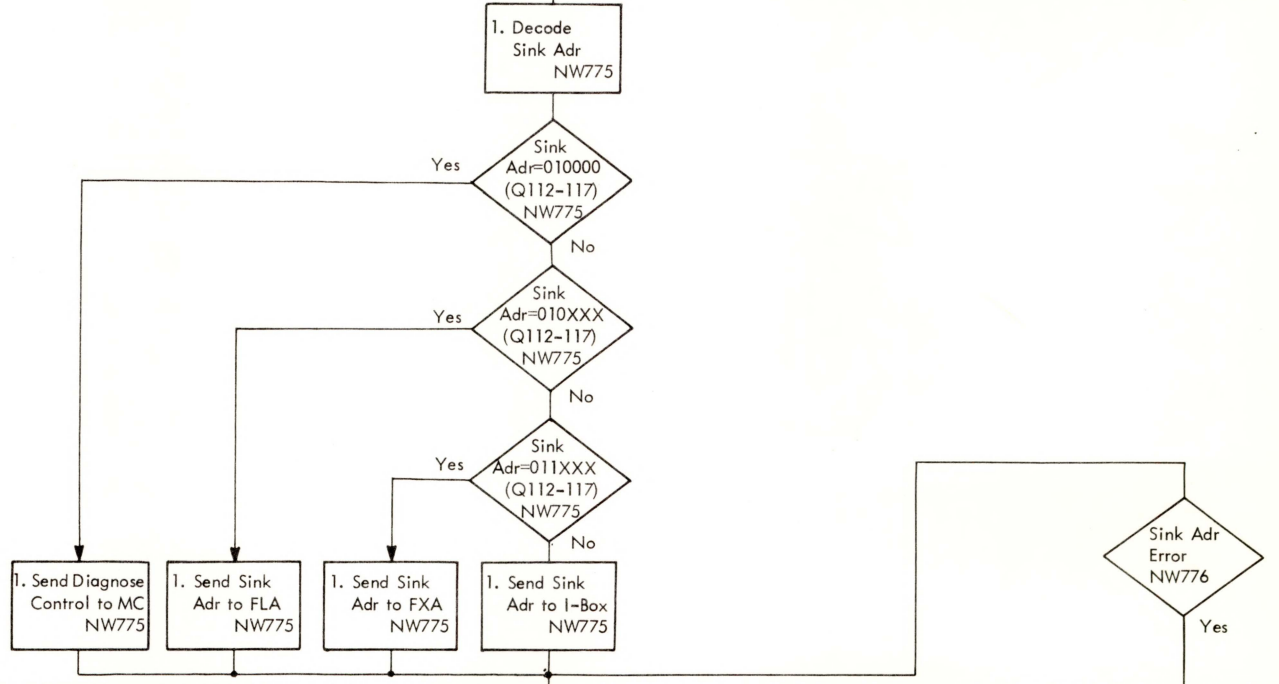 1. Decode
Sink Adr
NW775
Sink
Adr=010000
(Q112-117)
NW775
Yes
No
Sink
Adr=010XXX
(Q112-117)
NW775
Yes
No
Sink
Adr=011XXX
(Q112-117)
NW775
Yes
No
1. Send Diagnose
Control to MC
NW775
1. Send Sink
Adr to FLA
NW775
1. Send Sink
Adr to FXA
NW775
1. Send Sink
Adr to I-Box
NW775
Sink Adr
Error
NW776
Yes